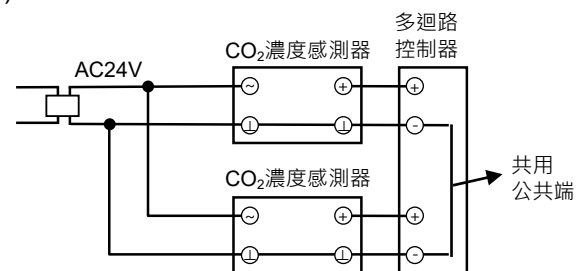 )
多迴路
控制器
CO₂濃度感測器
AC24V
~ + +
⊥ ⊥ -
共用
公共端
CO₂濃度感測器
~ + +
⊥ ⊥ -